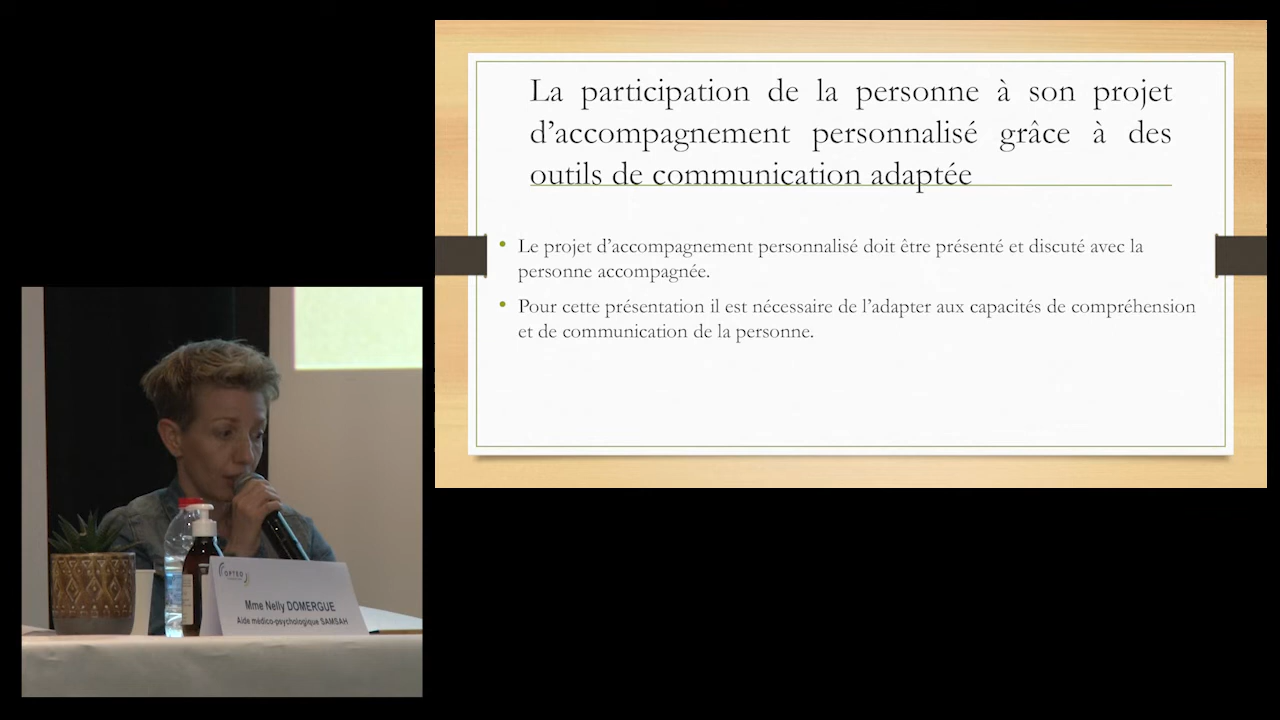 La participation de la personne à son projet
d’accompagnement personnalisé grâce à des
outils de communication adaptée
• Le projet d’accompagnement personnalisé doit être présenté et discuté avec la
personne accompagnée.
• Pour cette présentation il est nécessaire de l’adapter aux capacités de compréhension
et de communication de la personne.
OPTEO
Mme Nelly DOMERGUE
Aide médico-psychologique SAMSAH